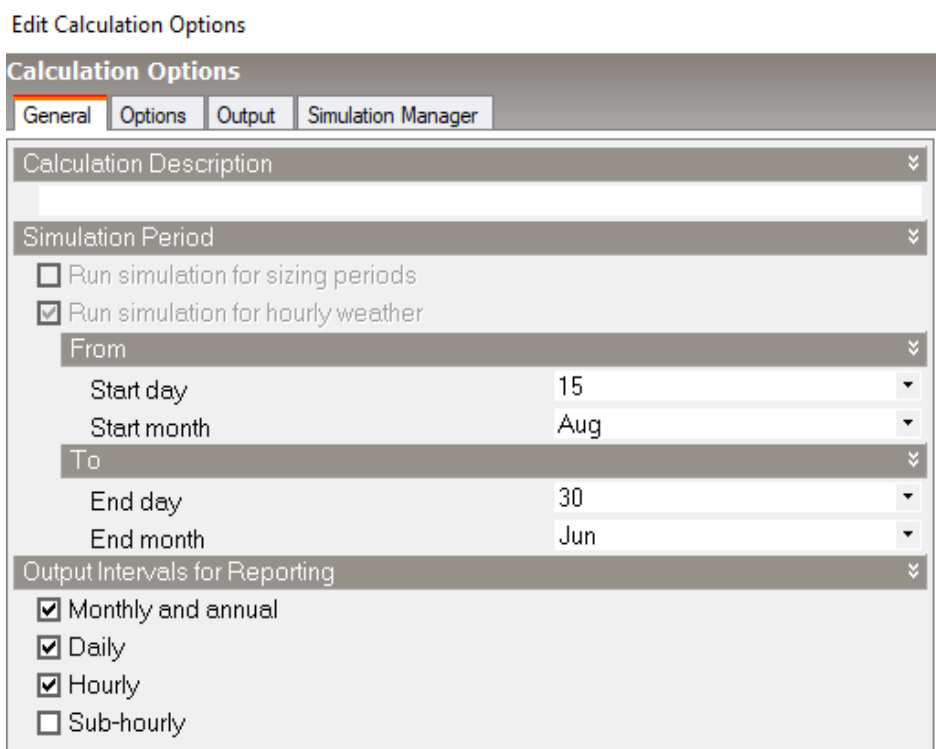 Edit Calculation Options
Calculation Options
General Options Output Simulation Manager
Calculation Description
Simulation Period
Run simulation for sizing periods
Run simulation for hourly weather
From
Start day 15
Start month Aug
To
End day 30
End month Jun
Output Intervals for Reporting
Monthly and annual
Daily
Hourly
Sub-hourly